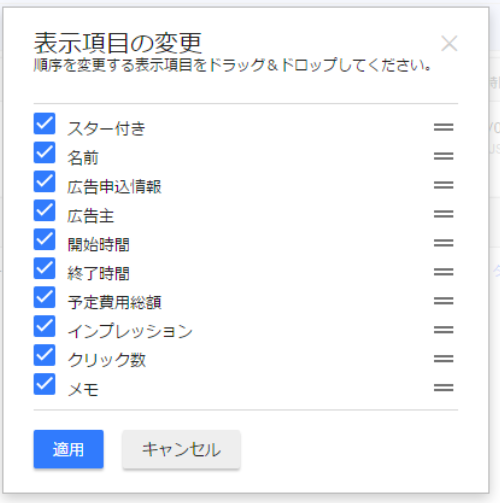 表示項目の変更
順序を変更する表示項目をドラッグ&ドロップしてください。
スター付き
名前
広告申込情報
広告主
開始時間
終了時間
予定費用総額
インプレッション
クリック数
メモ
適用
キャンセル